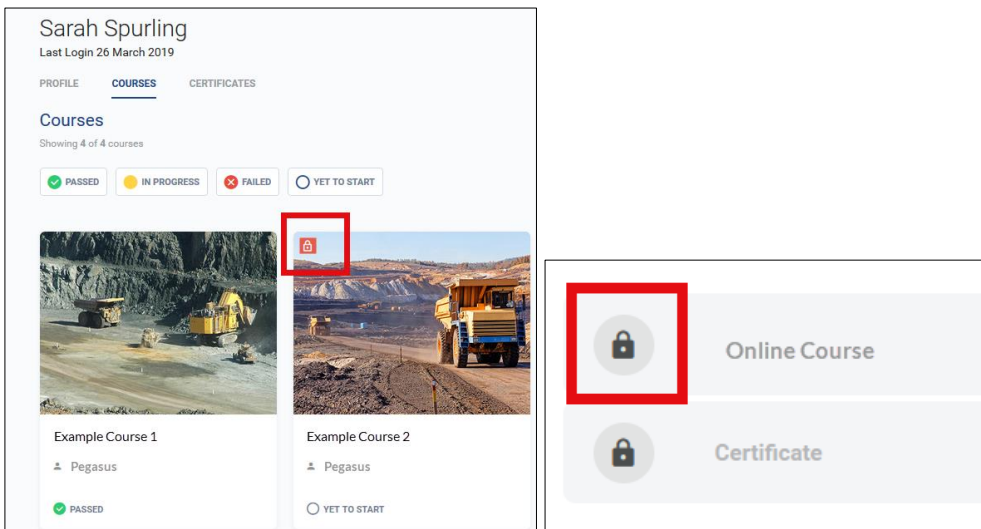 Sarah Spurling
Last Login 26 March 2019
PROFILE COURSES CERTIFICATES
Courses
Showing 4 of 4 courses
PASSED IN PROGRESS FAILED YET TO START
Example Course 1
Pegasus
PASSED
Example Course 2
Pegasus
YET TO START
Online Course
Certificate